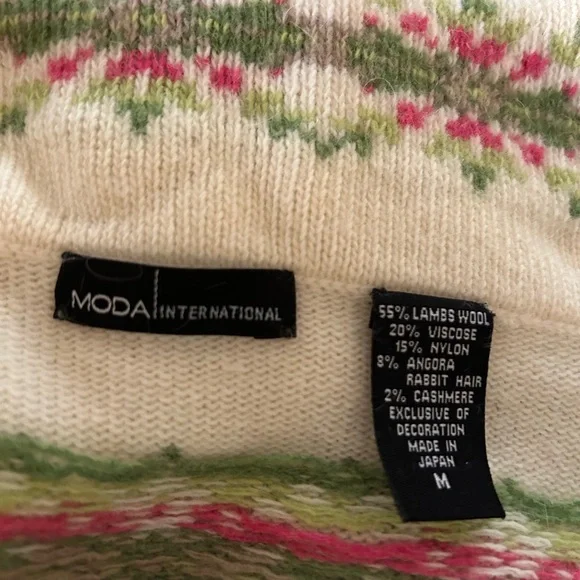 MODA INTERNATIONAL
55% LAMBS WOOL
20% VISCOSE
15% NYLON
8% ANGORA
RABBIT HAIR
2% CASHMERE
EXCLUSIVE OF
DECORATION
MADE IN
JAPAN
M